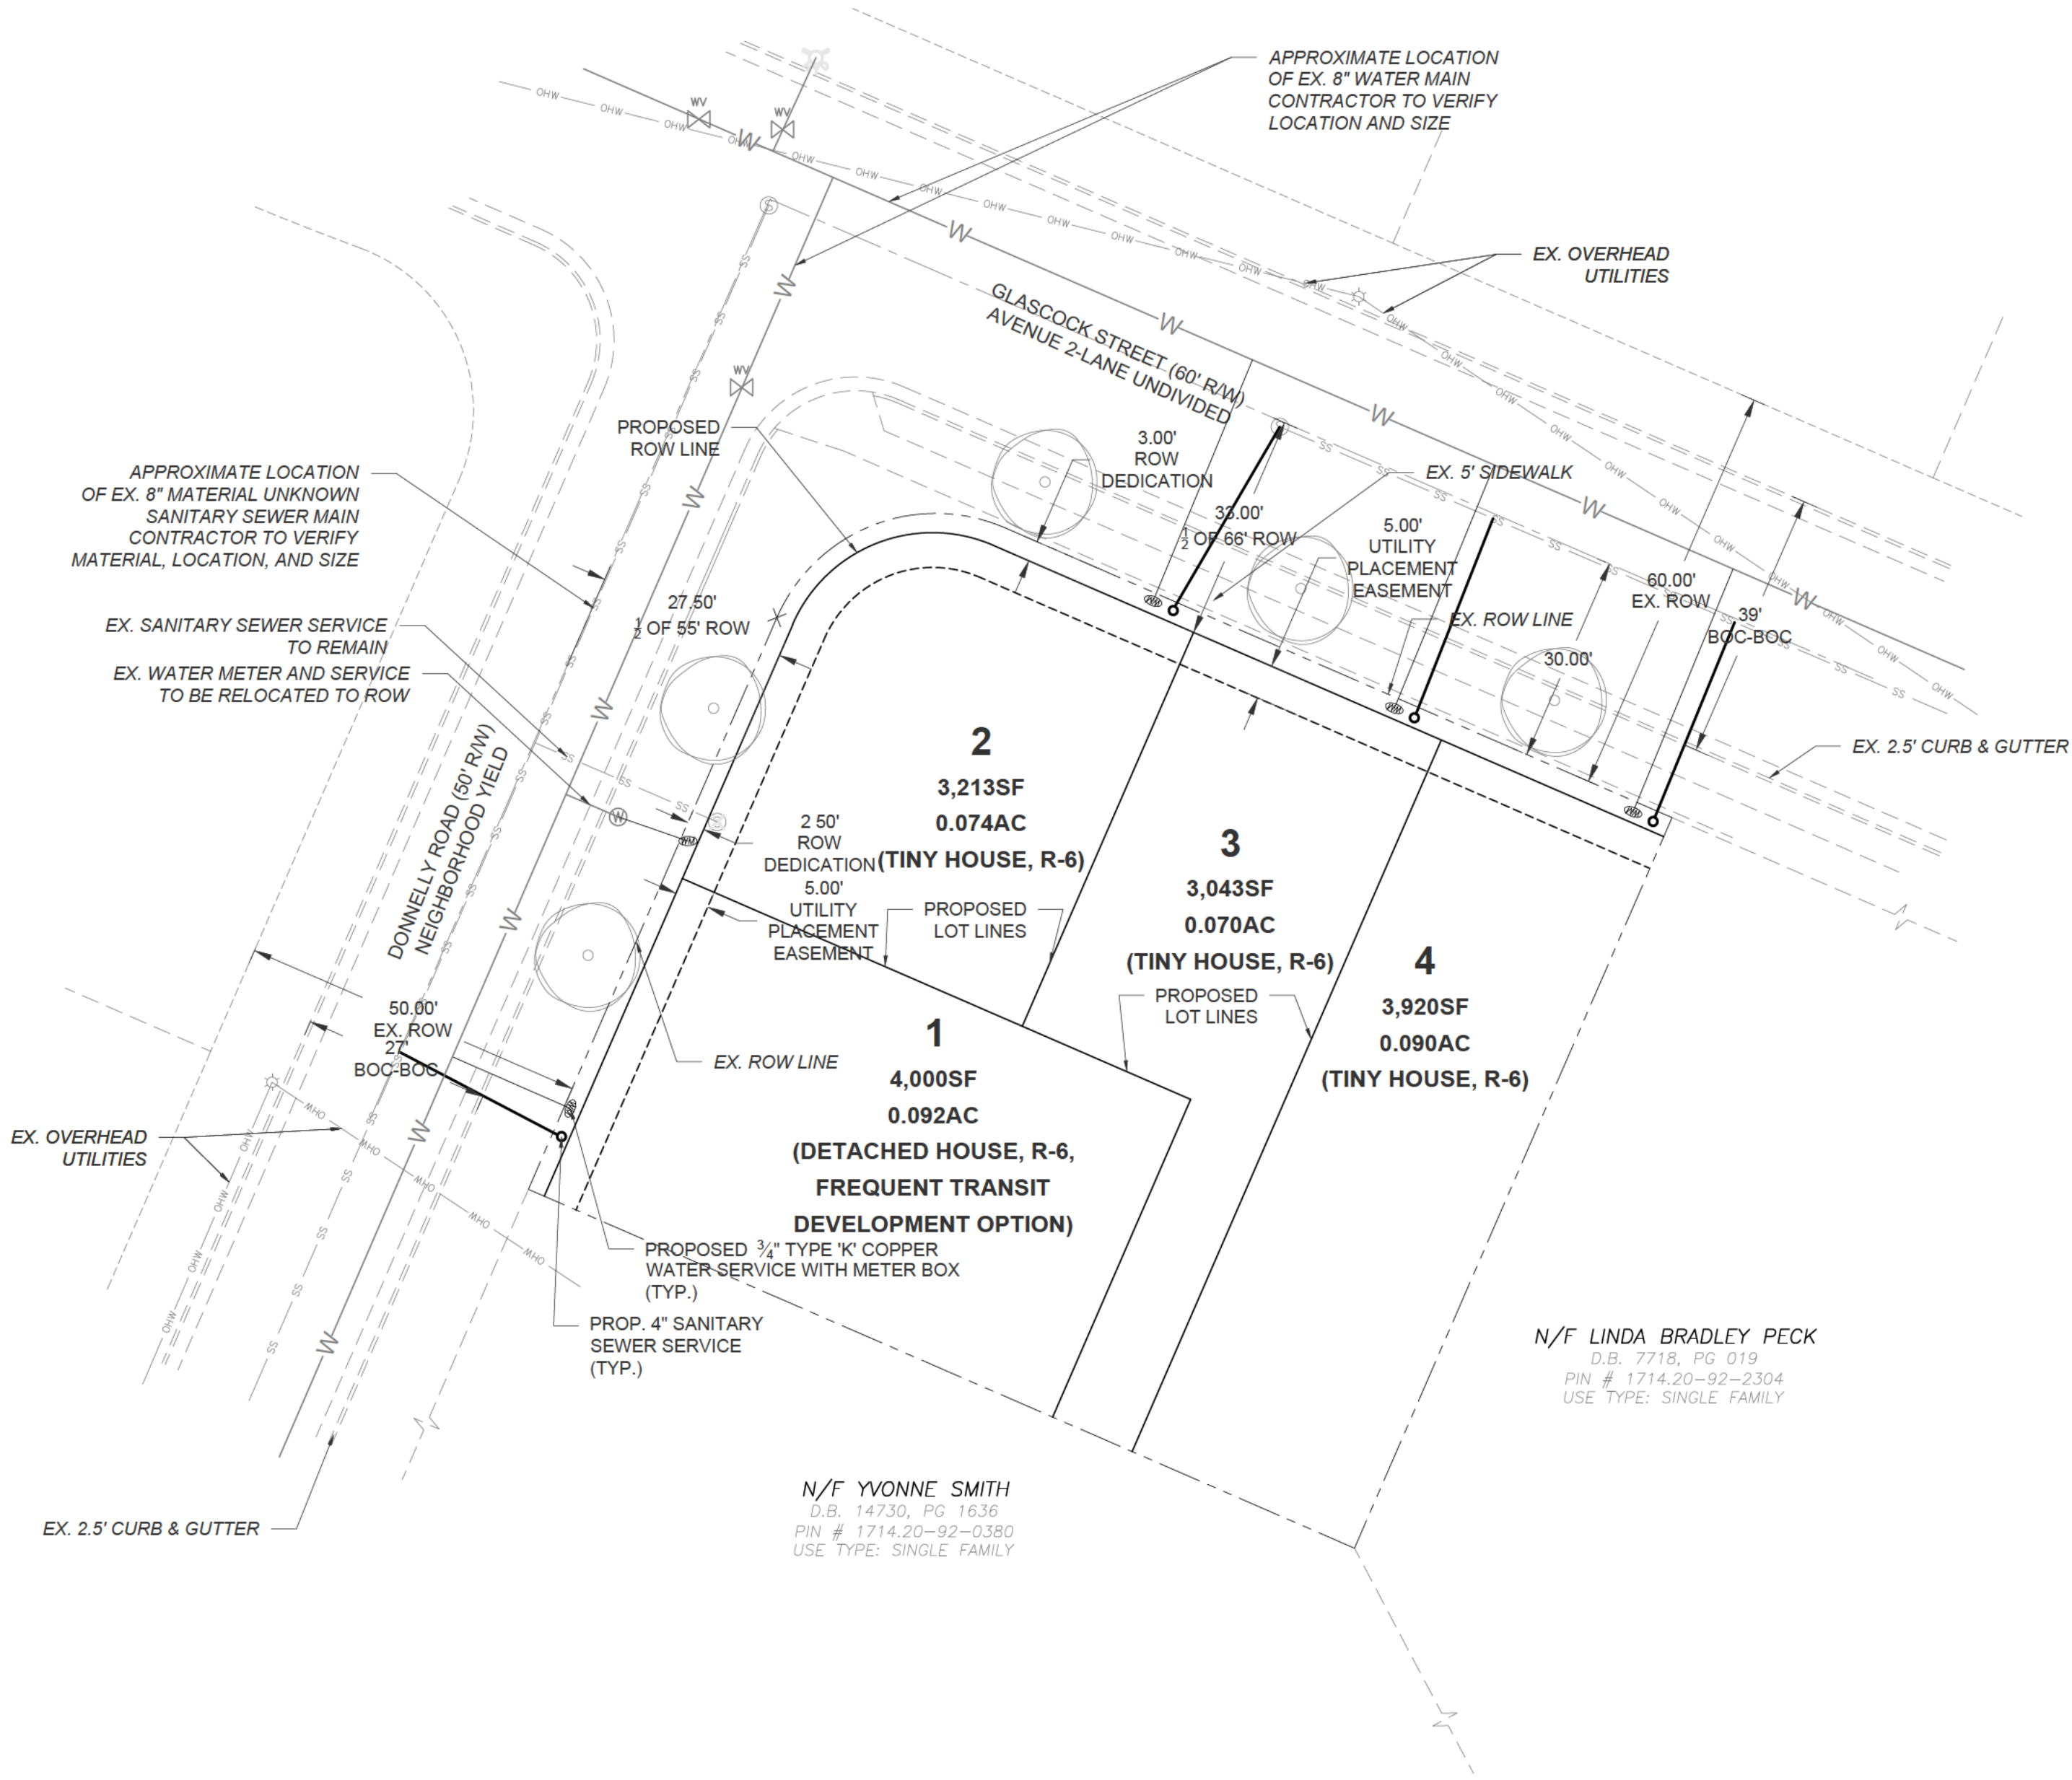 APPROXIMATE LOCATION
OF EX. 8" WATER MAIN
CONTRACTOR TO VERIFY
LOCATION AND SIZE
EX. OVERHEAD
UTILITIES
WV
WV
WV
GLASCOCK STREET (60' R/W)
AVENUE 2-LANE UNDIVIDED
PROPOSED
ROW LINE
3.00'
ROW
DEDICATION
EX. 5' SIDEWALK
33.00'
½ OF 66' ROW
5.00'
UTILITY
PLACEMENT
EASEMENT
60.00'
EX. ROW
39'
BOC-BOC
EX. ROW LINE
30.00'
EX. 2.5' CURB & GUTTER
APPROXIMATE LOCATION
OF EX. 8" MATERIAL UNKNOWN
SANITARY SEWER MAIN
CONTRACTOR TO VERIFY
MATERIAL, LOCATION, AND SIZE
27.50'
½ OF 55' ROW
EX. SANITARY SEWER SERVICE
TO REMAIN
EX. WATER METER AND SERVICE
TO BE RELOCATED TO ROW
DONNELLY ROAD (50' R/W)
NEIGHBORHOOD YIELD
2
3,213SF
0.074AC
(TINY HOUSE, R-6)
2 50'
ROW
DEDICATION
5.00'
UTILITY
PLACEMENT
EASEMENT
PROPOSED
LOT LINES
3
3,043SF
0.070AC
(TINY HOUSE, R-6)
PROPOSED
LOT LINES
4
3,920SF
0.090AC
(TINY HOUSE, R-6)
50.00'
EX. ROW
27'
BOC-BOC
EX. ROW LINE
1
4,000SF
0.092AC
(DETACHED HOUSE, R-6,
FREQUENT TRANSIT
DEVELOPMENT OPTION)
EX. OVERHEAD
UTILITIES
PROPOSED ¾" TYPE 'K' COPPER
WATER SERVICE WITH METER BOX
(TYP.)
PROP. 4" SANITARY
SEWER SERVICE
(TYP.)
N/F LINDA BRADLEY PECK
D.B. 7718, PG 019
PIN # 1714.20-92-2304
USE TYPE: SINGLE FAMILY
N/F YVONNE SMITH
D.B. 14730, PG 1636
PIN # 1714.20-92-0380
USE TYPE: SINGLE FAMILY
EX. 2.5' CURB & GUTTER